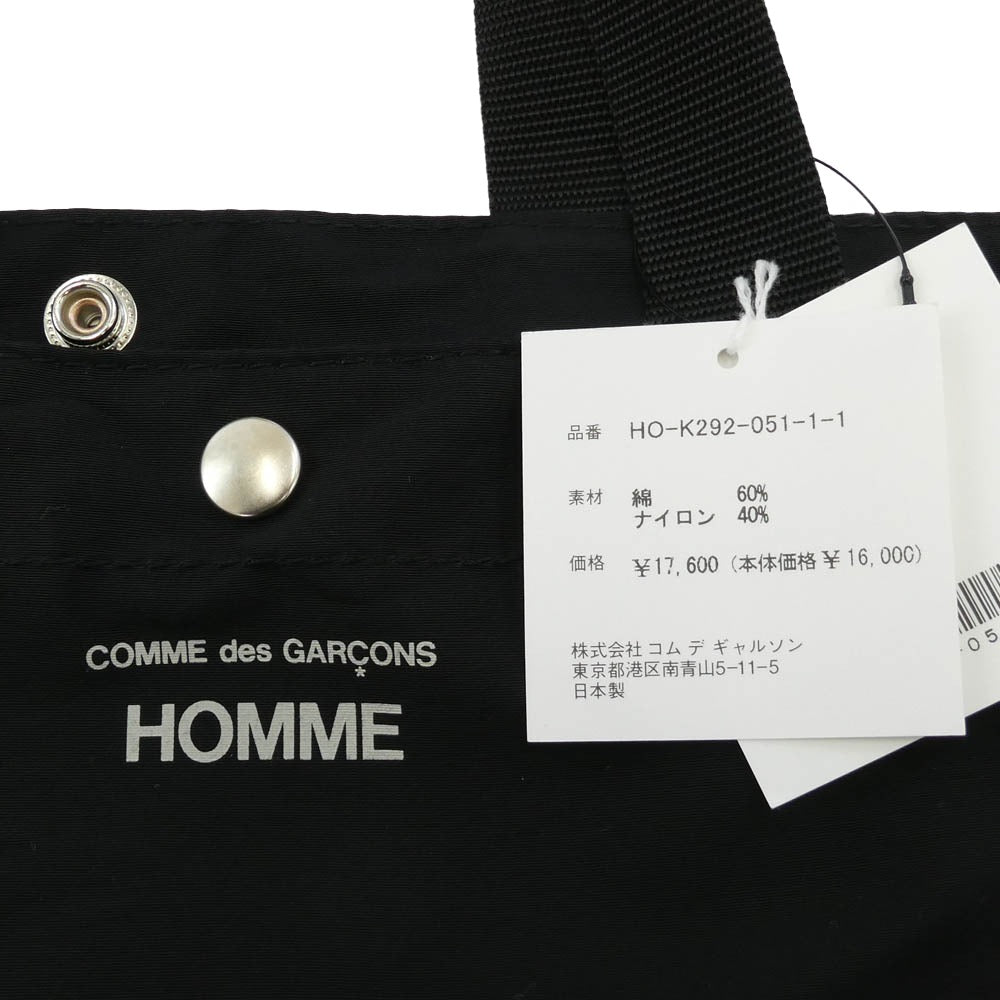 COMME des GARÇONS
HOMME
品番 HO-K292-051-1-1
素材 綿 60%
ナイロン 40%
価格 ¥17,600 (本体価格 ¥16,000)
株式会社 コム デ ギャルソン
東京都港区南青山5-11-5
日本製